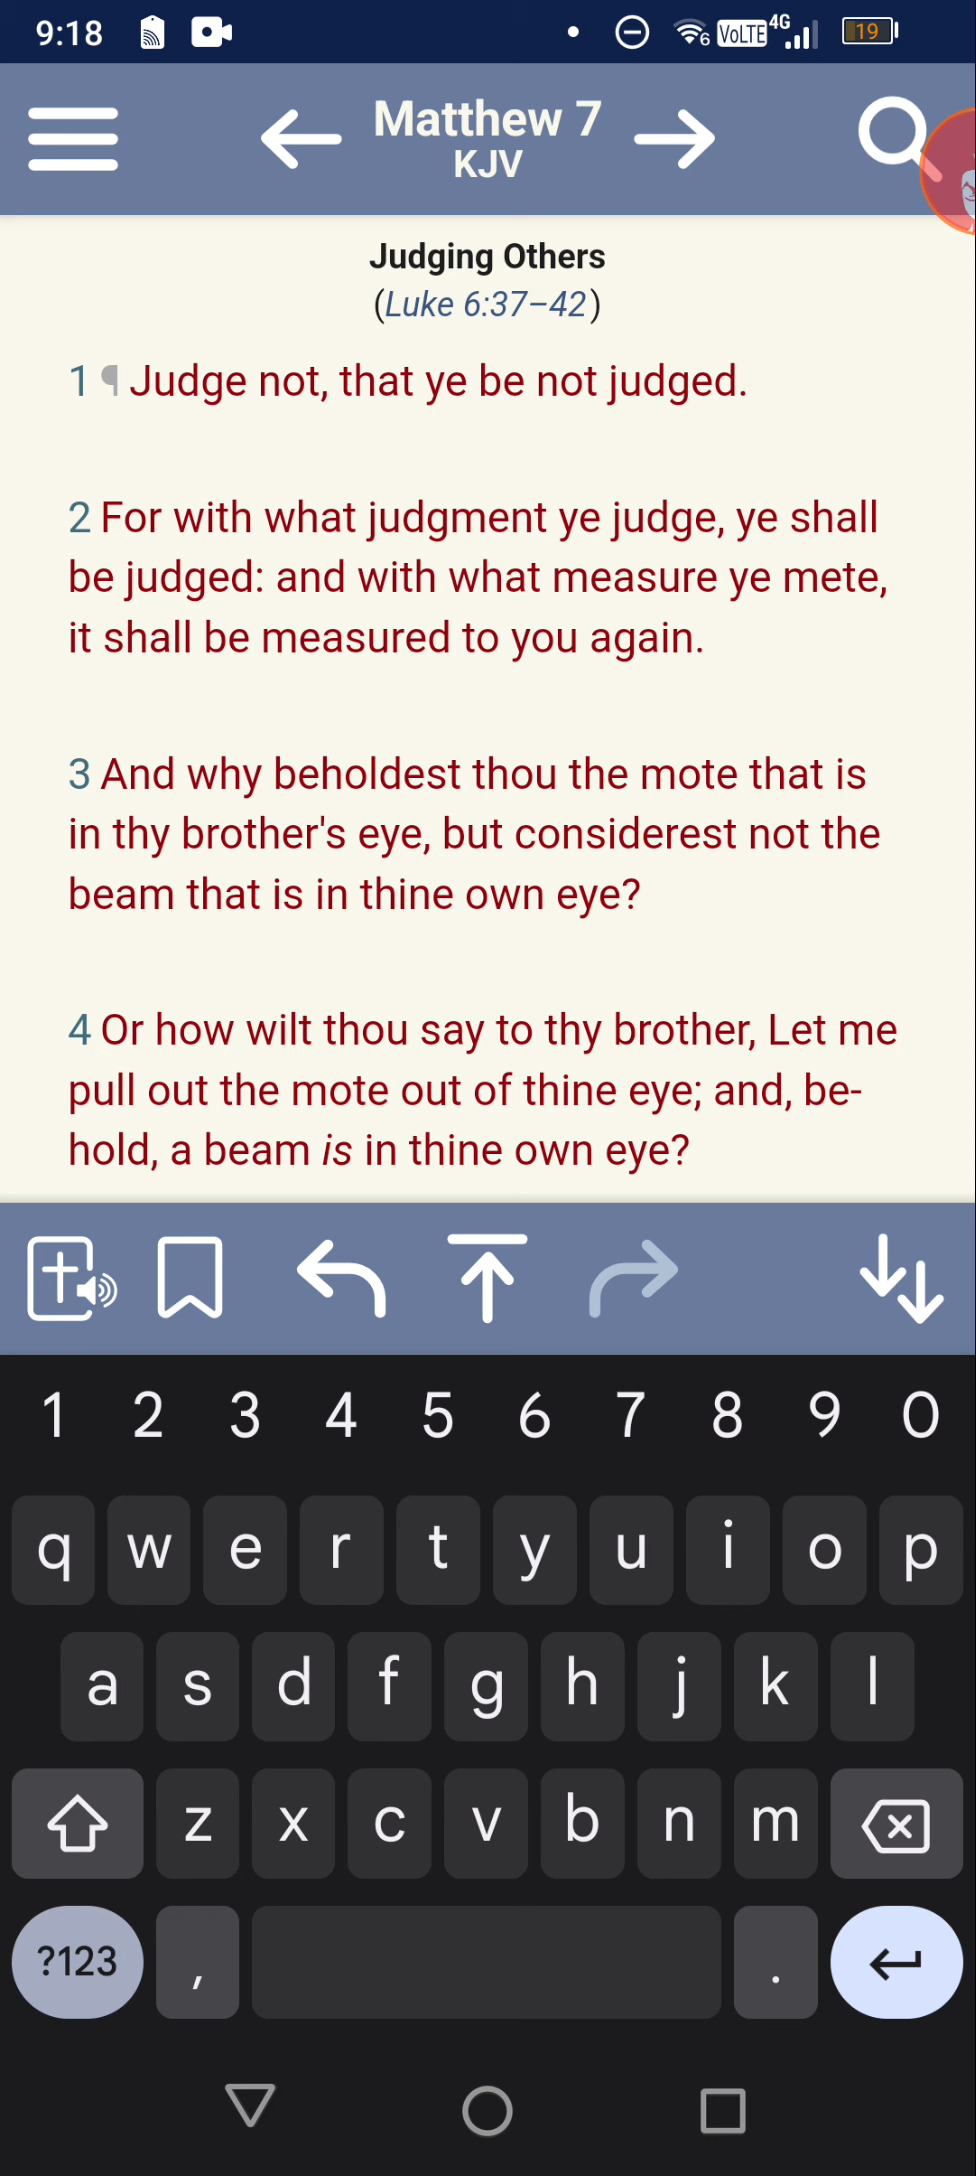 9:18 6 VoLTE 4G 19
Matthew 7
KJV
Judging Others
(Luke 6:37–42)
1 ¶ Judge not, that ye be not judged.
2 For with what judgment ye judge, ye shall
be judged: and with what measure ye mete,
it shall be measured to you again.
3 And why beholdest thou the mote that is
in thy brother's eye, but considerest not the
beam that is in thine own eye?
4 Or how wilt thou say to thy brother, Let me
pull out the mote out of thine eye; and, be-
hold, a beam is in thine own eye?
1 2 3 4 5 6 7 8 9 0
q w e r t y u i o p
a s d f g h j k l
z x c v b n m
?123 , .